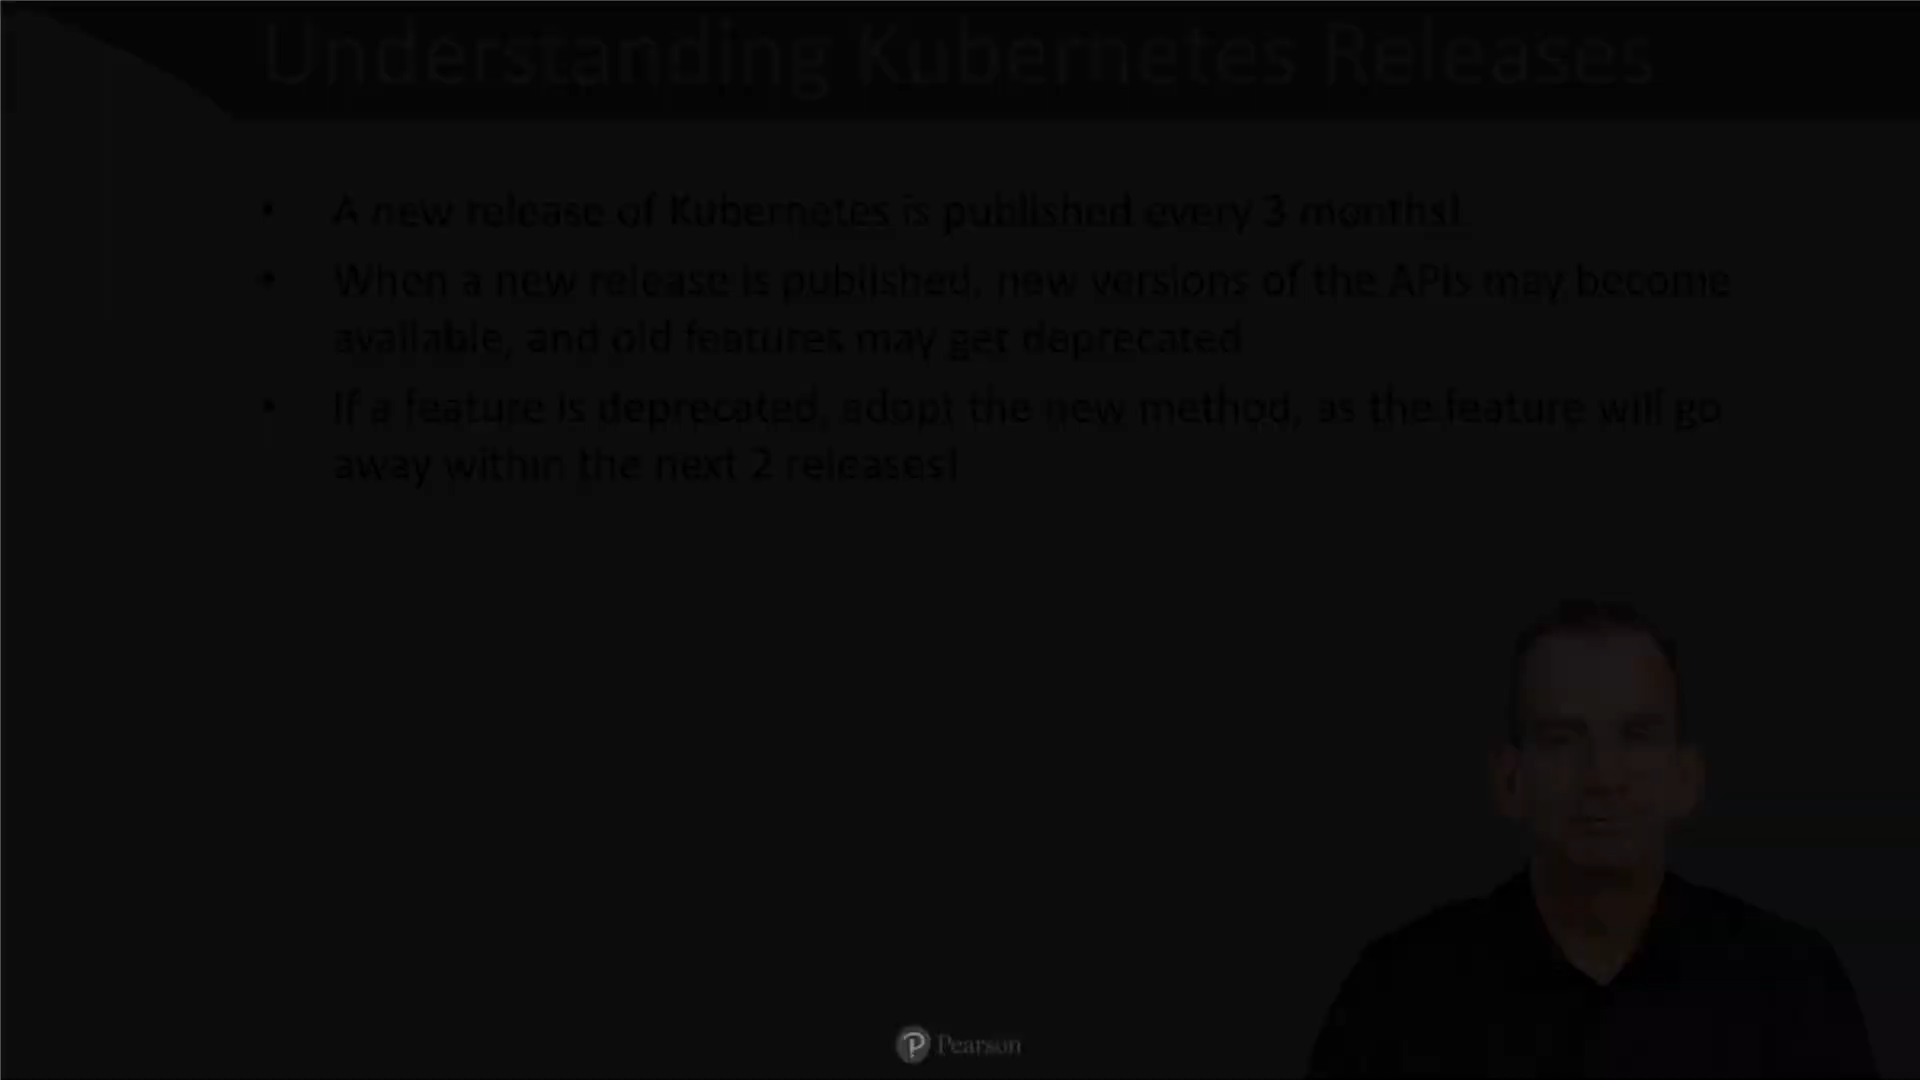 Understanding Kubernetes Releases
• A new release of Kubernetes is published every 3 months!
• When a new release is published, new versions of the APIs may become
available, and old features may get deprecated
• If a feature is deprecated, adopt the new method, as the feature will go
away within the next 2 releases!
Pearson